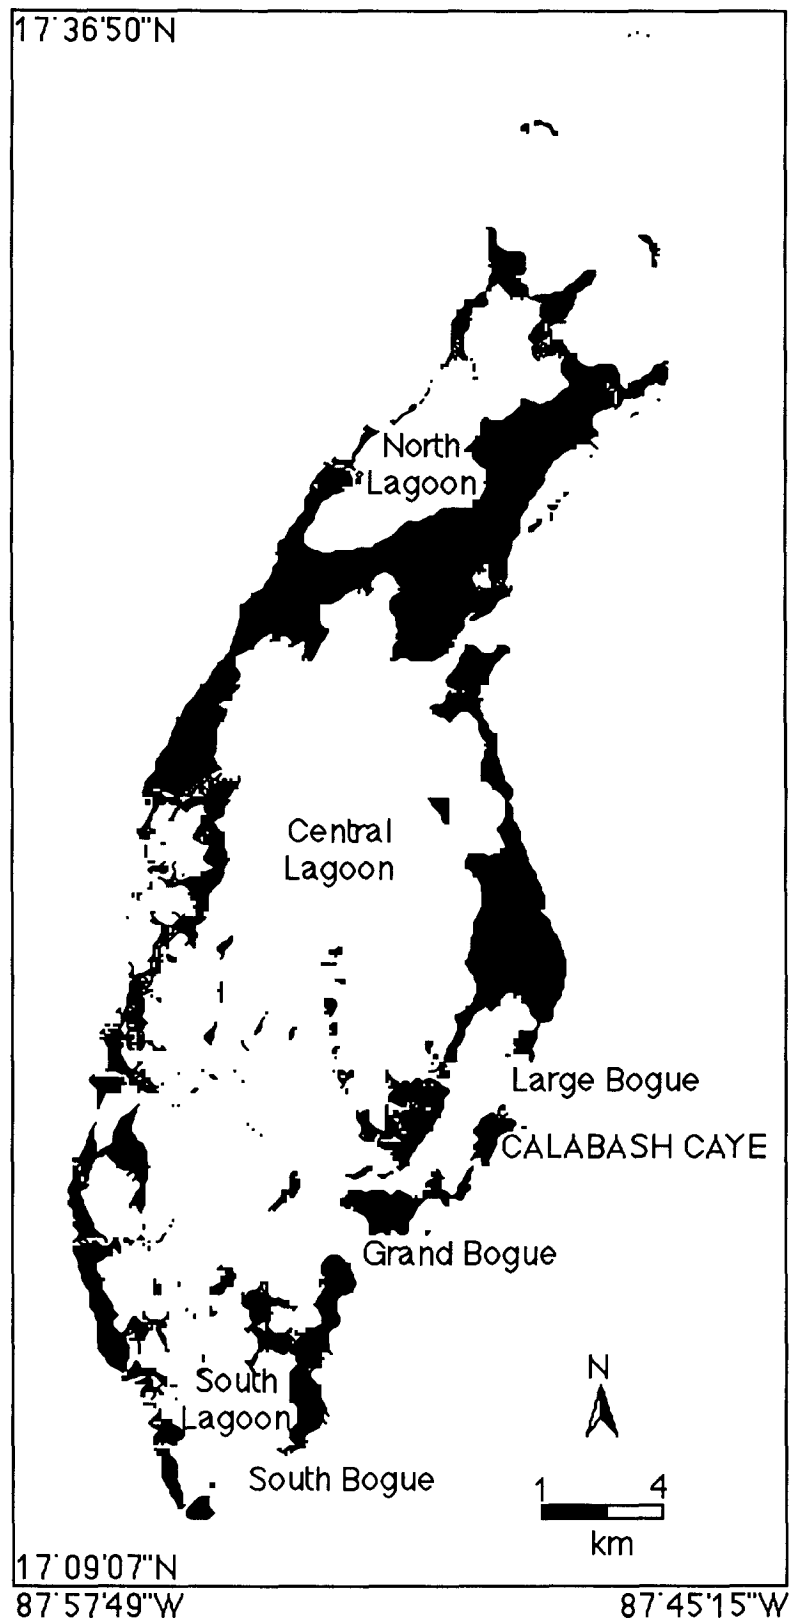 17°36'50"N
North
Lagoon
Central
Lagoon
Large Bogue
CALABASH CAYE
Grand Bogue
South
Lagoon
South Bogue
N
1 4
km
17°09'07"N
87°57'49"W 87°45'15"W